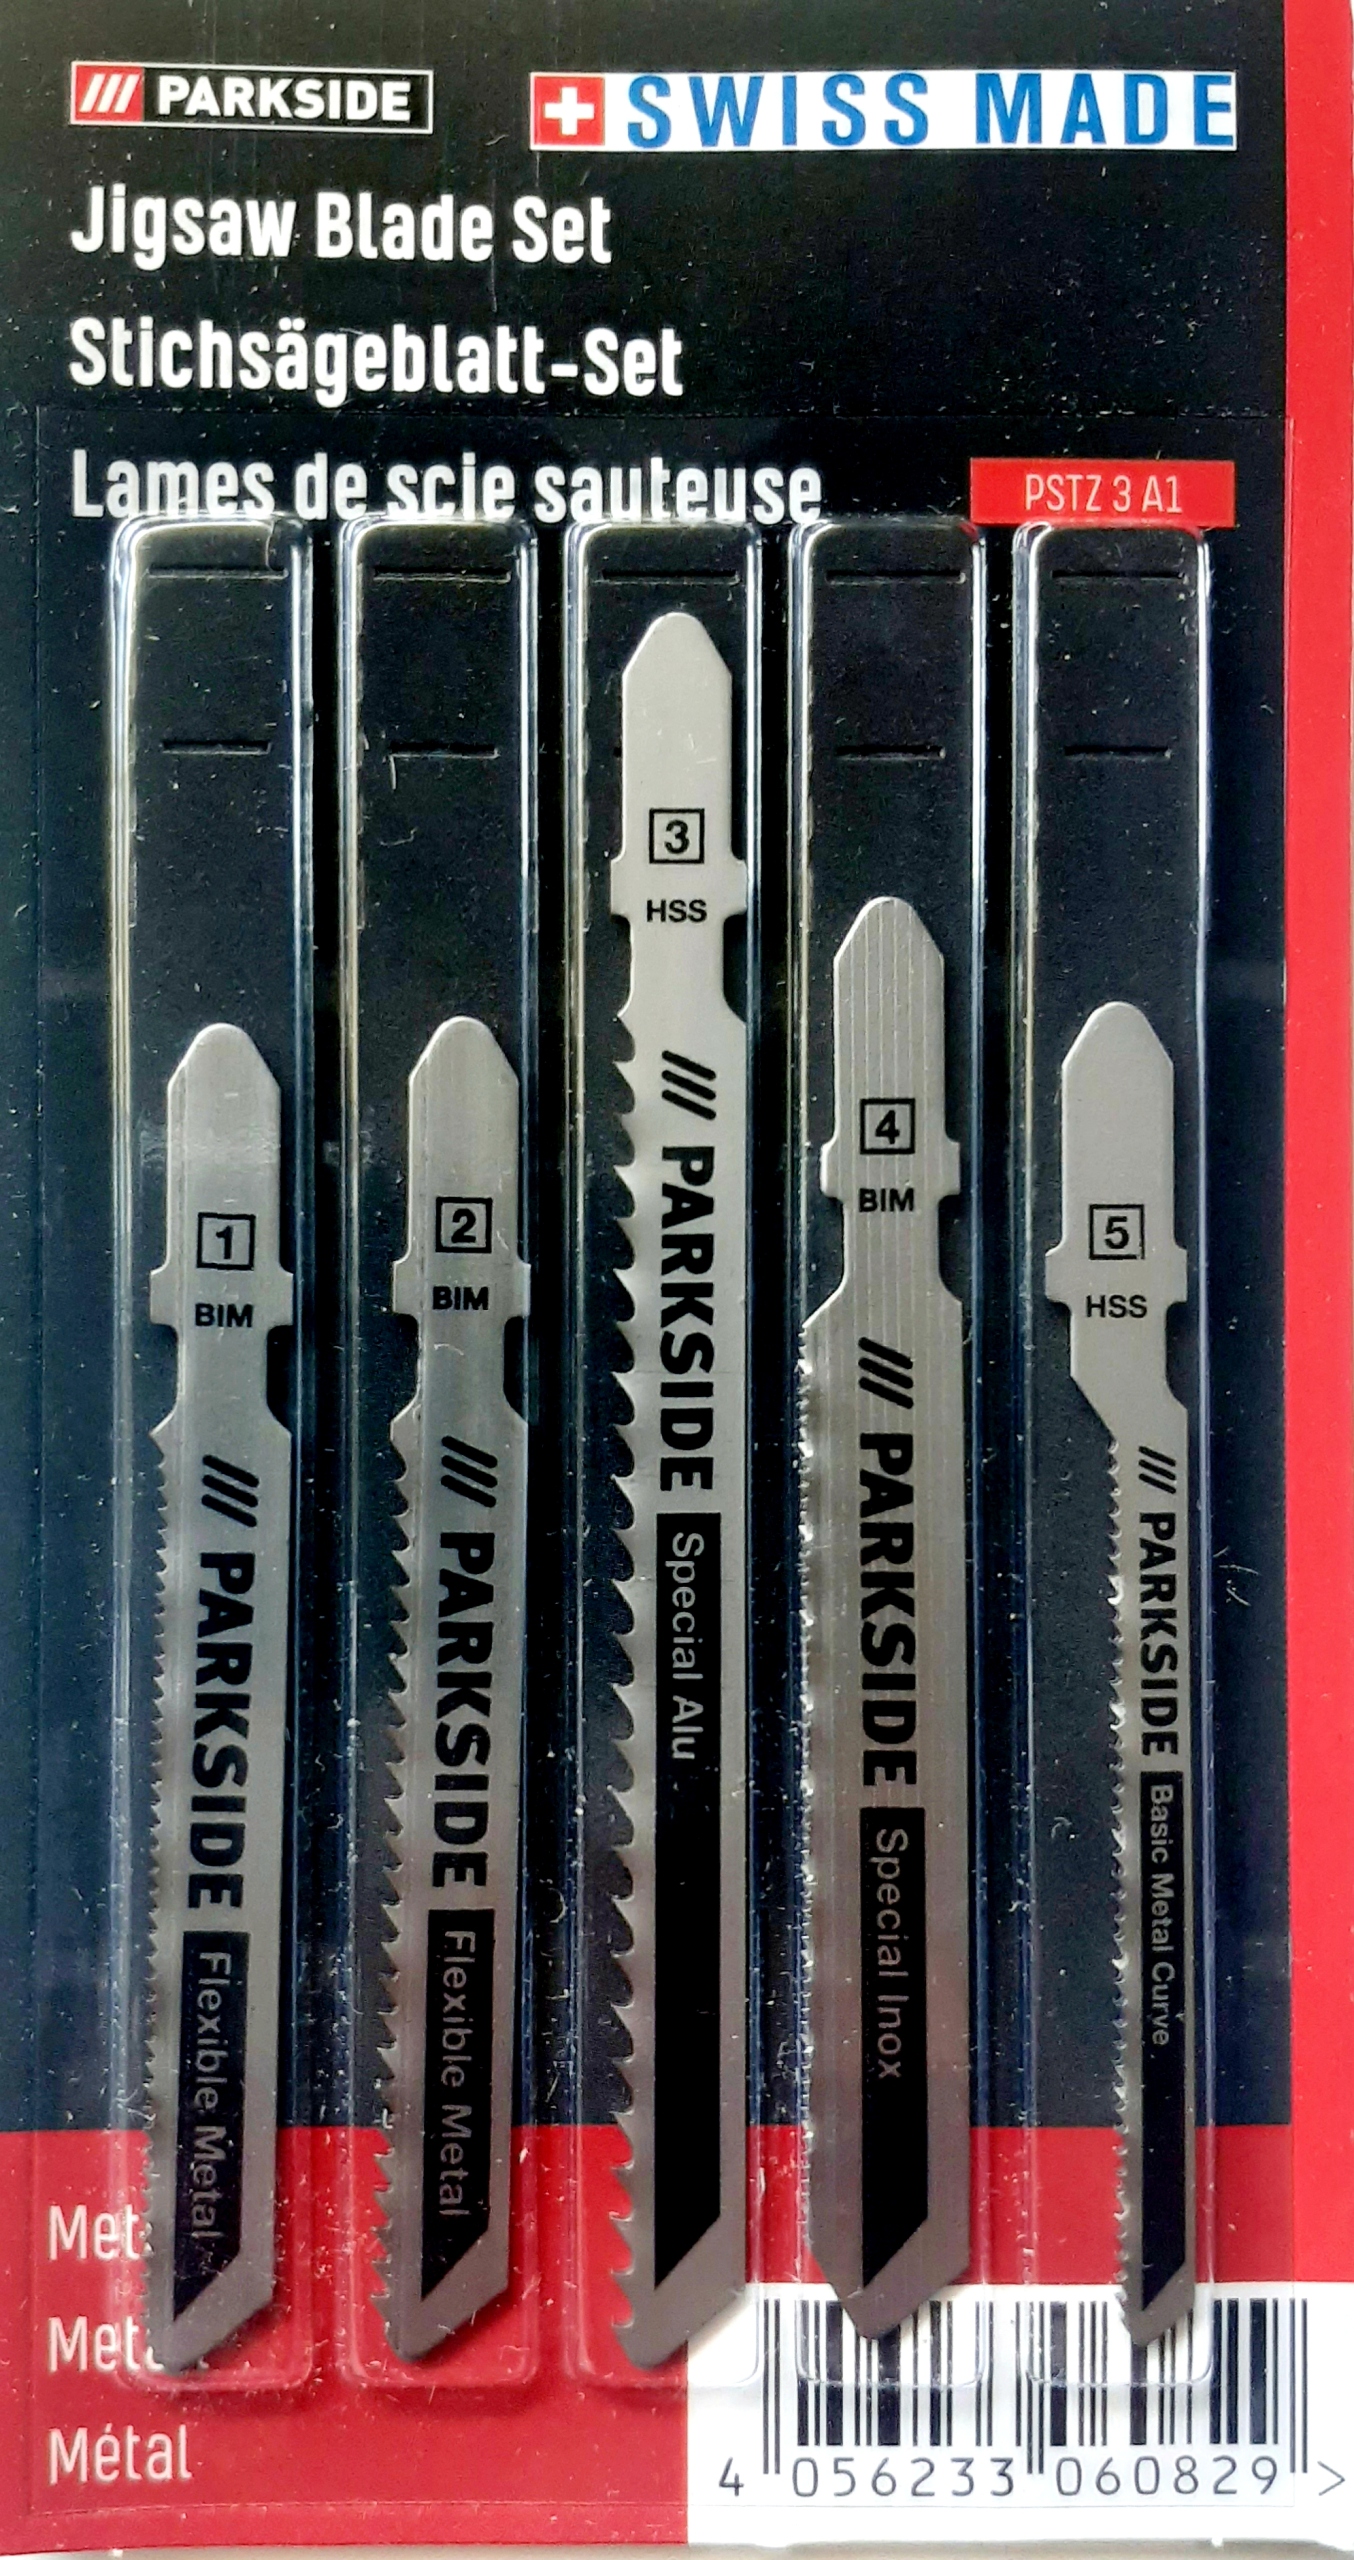 /// PARKSIDE
SWISS MADE
Jigsaw Blade Set
Stichsägeblatt-Set
Lames de scie sauteuse
PSTZ 3 A1
1
BIM
/// PARKSIDE Flexible Metal
2
BIM
/// PARKSIDE Flexible Metal
3
HSS
/// PARKSIDE Special Alu
4
BIM
/// PARKSIDE Special Inox
5
HSS
/// PARKSIDE Basic Metal Curve
Métal
4 056233 060829 >